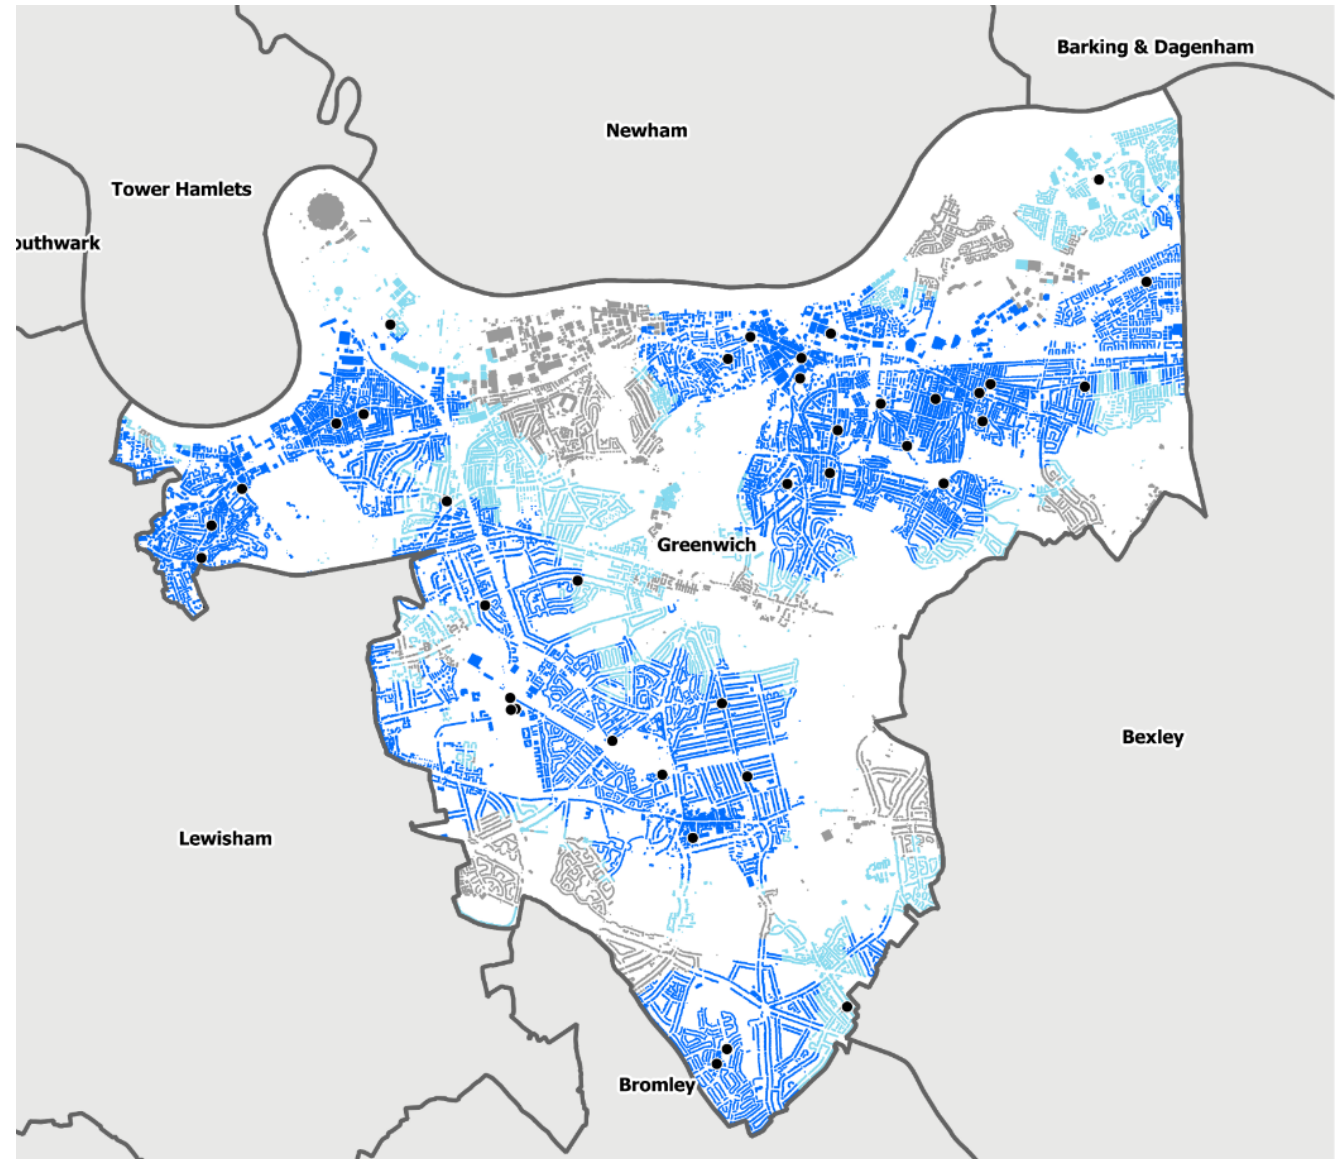 Barking & Dagenham
Newham
Tower Hamlets
outhwark
Greenwich
Bexley
Lewisham
Bromley